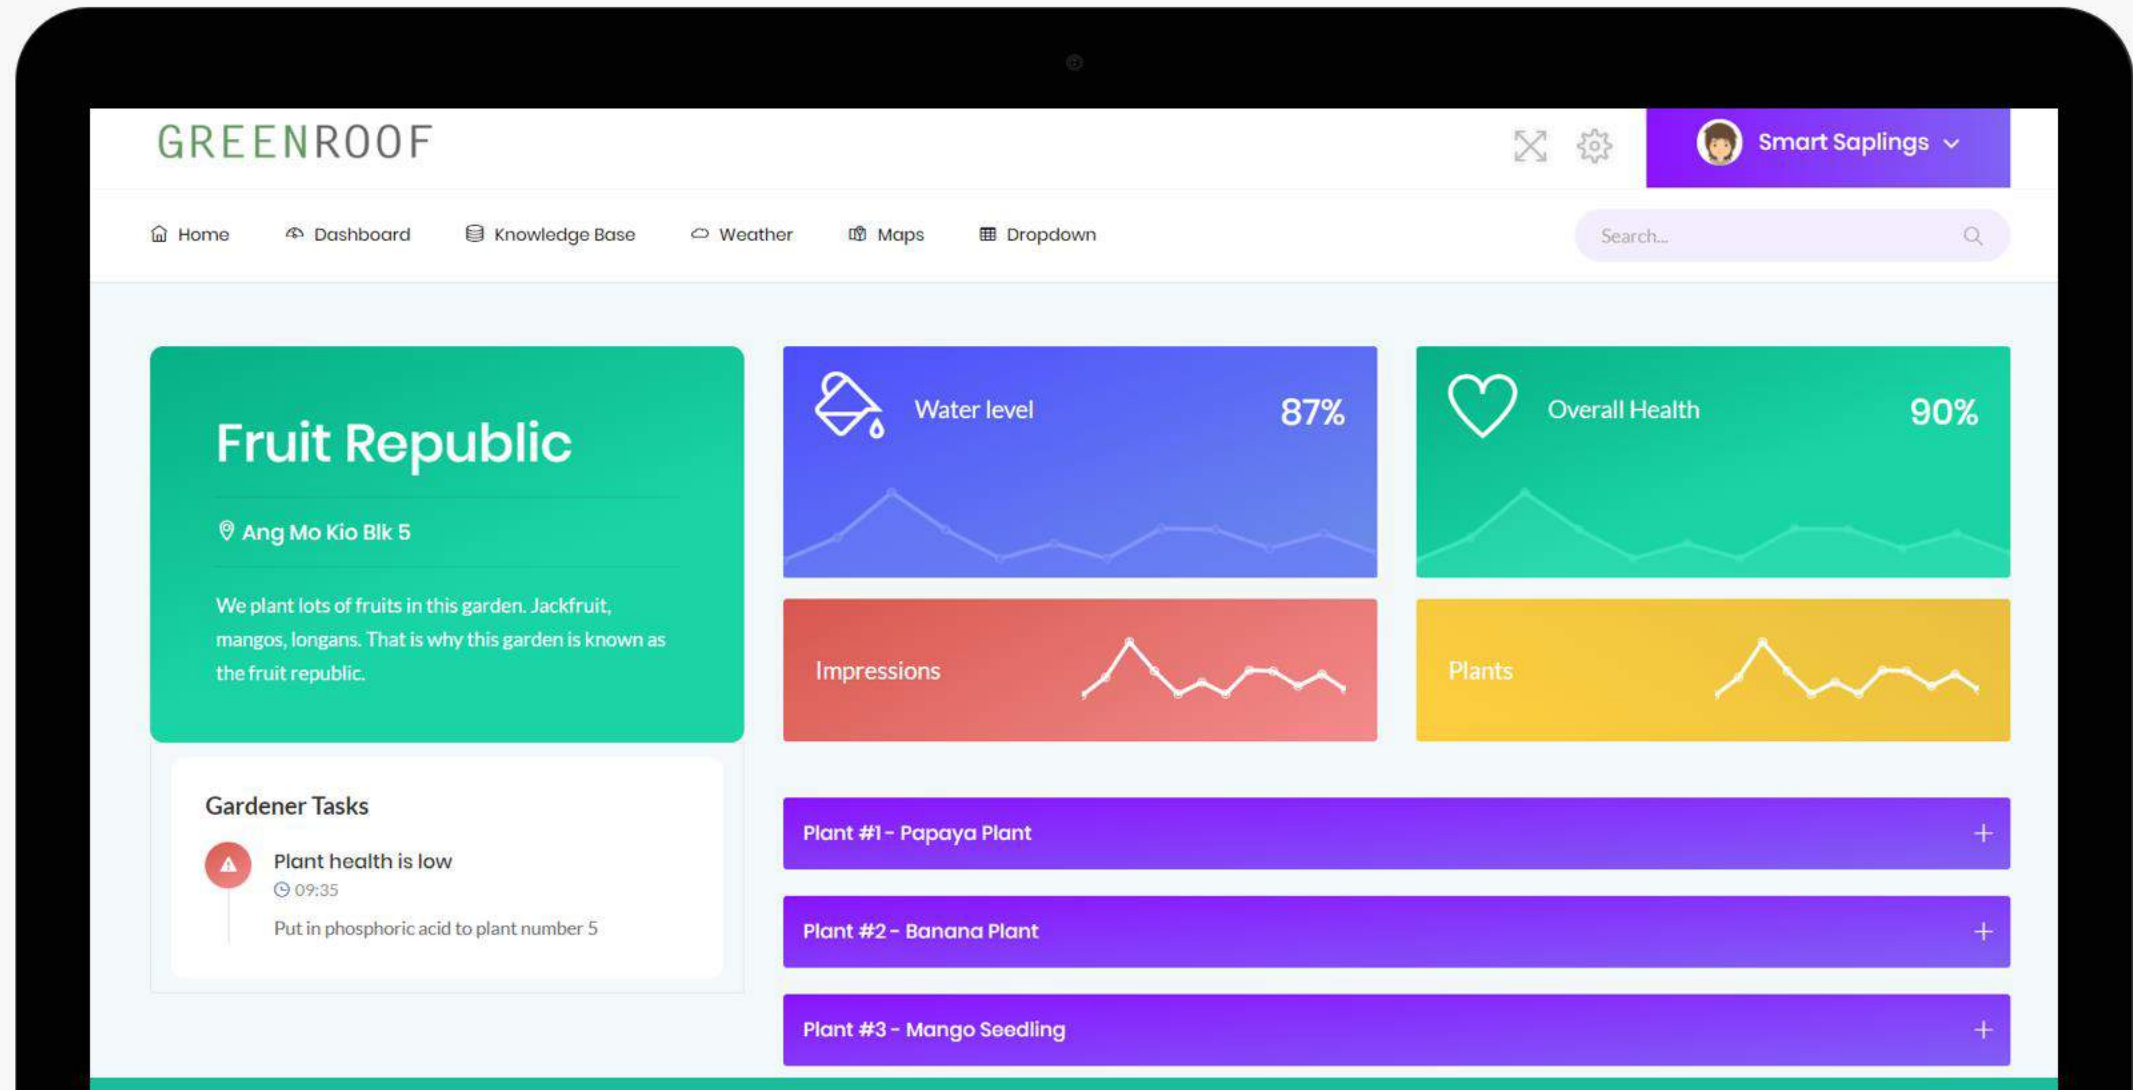 GREENROOF
Smart Saplings
Home
Dashboard
Knowledge Base
Weather
Maps
Dropdown
Search...
Fruit Republic
Ang Mo Kio Blk 5
We plant lots of fruits in this garden. Jackfruit,
mangos, longans. That is why this garden is known as
the fruit republic.
Water level
87%
Overall Health
90%
Impressions
Plants
Gardener Tasks
Plant health is low
09:35
Put in phosphoric acid to plant number 5
Plant #1 - Papaya Plant
Plant #2 - Banana Plant
Plant #3 - Mango Seedling